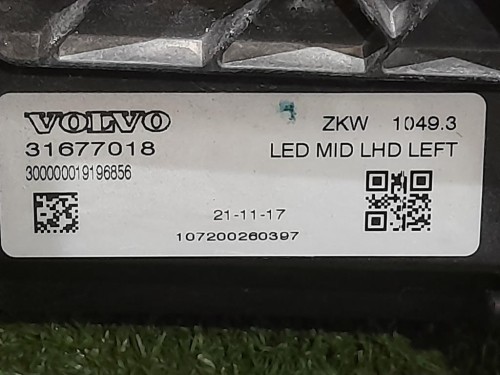 VOLVO ZKW 1049.3
31677018 LED MID LHD LEFT
300000019196856
21-11-17
107200260397